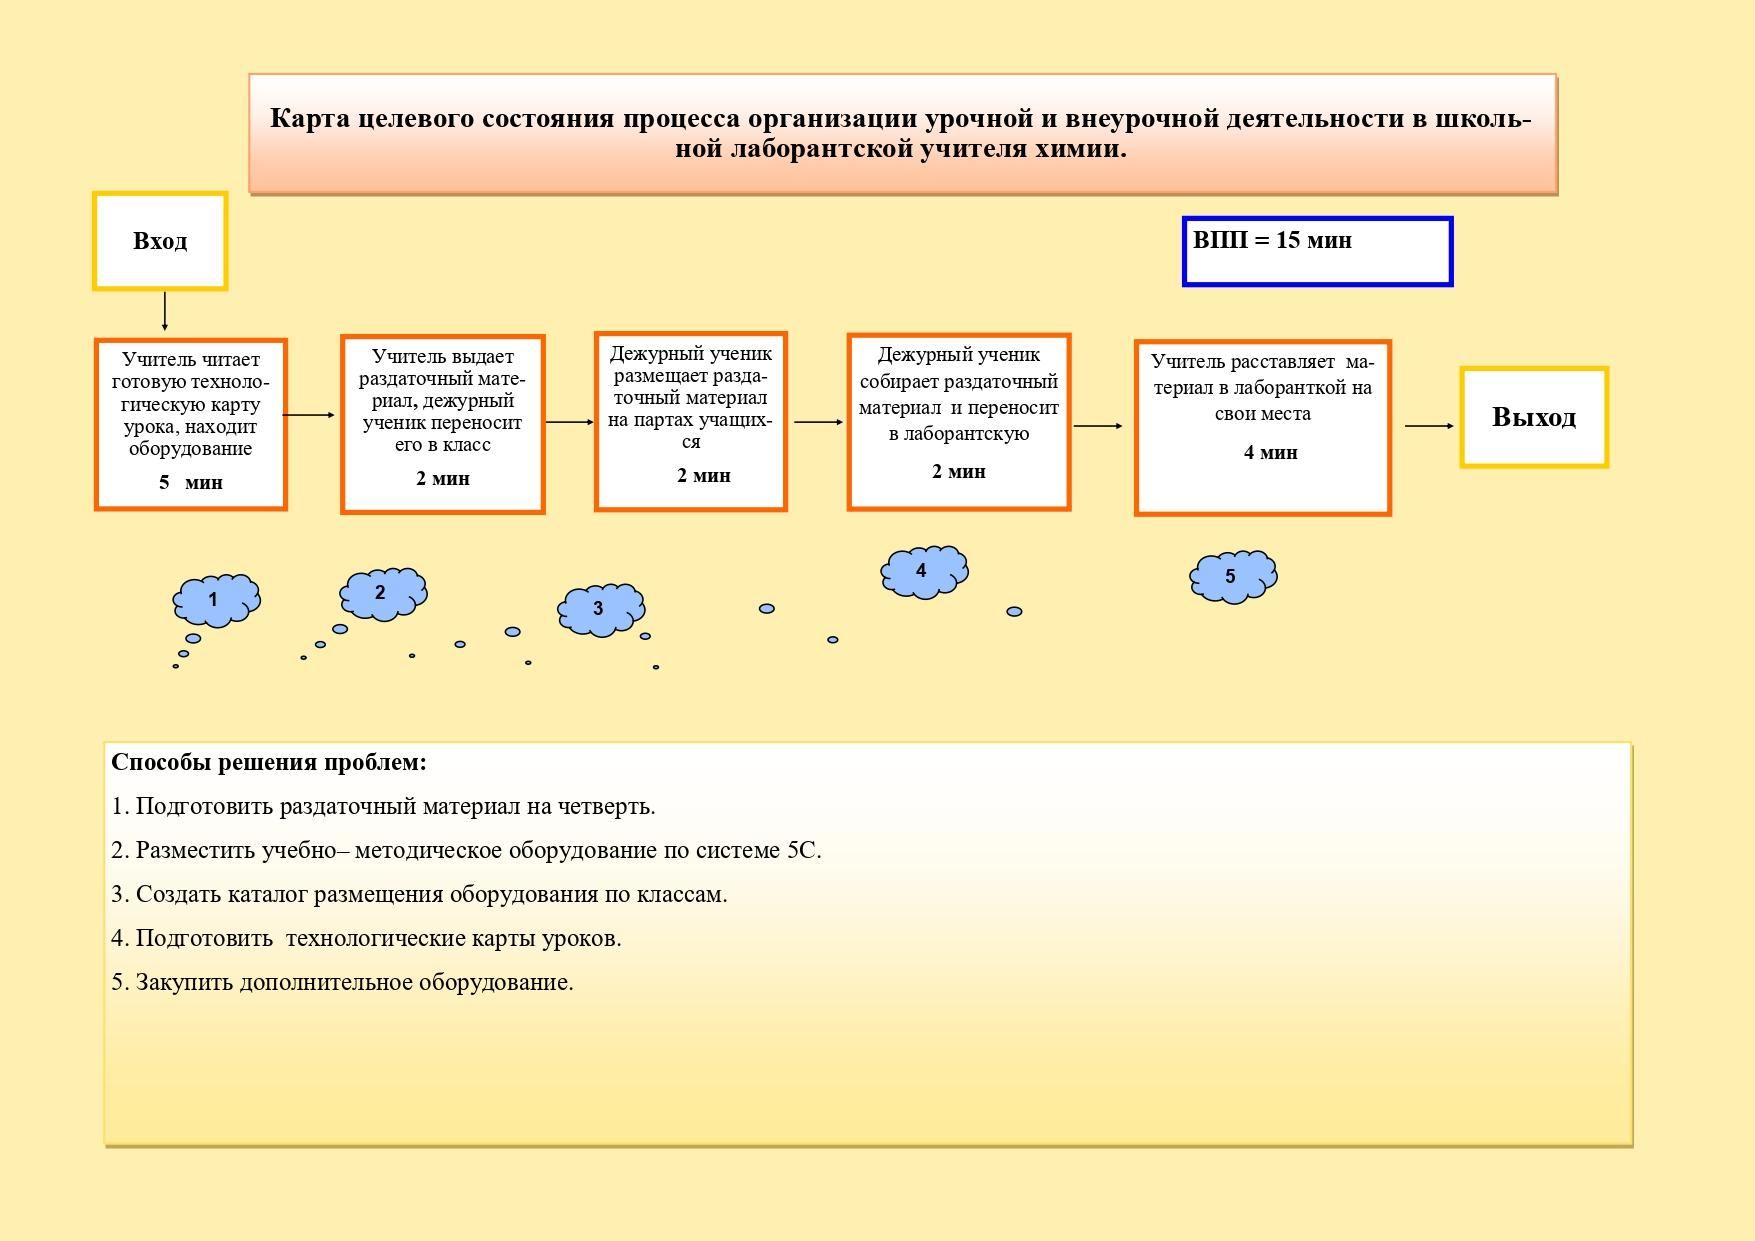 Карта целевого состояния процесса организации урочной и внеурочной деятельности в школь-
ной лаборантской учителя химии.
Вход
ВПП = 15 мин
Учитель читает
готовую техноло-
гическую карту
урока, находит
оборудование
5 мин
Учитель выдает
раздаточный мате-
риал, дежурный
ученик переносит
его в класс
2 мин
Дежурный ученик
размещает разда-
точный материал
на партах учащих-
ся
2 мин
Дежурный ученик
собирает раздаточный
материал и переносит
в лаборантскую
2 мин
Учитель расставляет ма-
териал в лаборанткой на
свои места
4 мин
Выход
1
2
3
4
5
Способы решения проблем:
1. Подготовить раздаточный материал на четверть.
2. Разместить учебно– методическое оборудование по системе 5С.
3. Создать каталог размещения оборудования по классам.
4. Подготовить технологические карты уроков.
5. Закупить дополнительное оборудование.